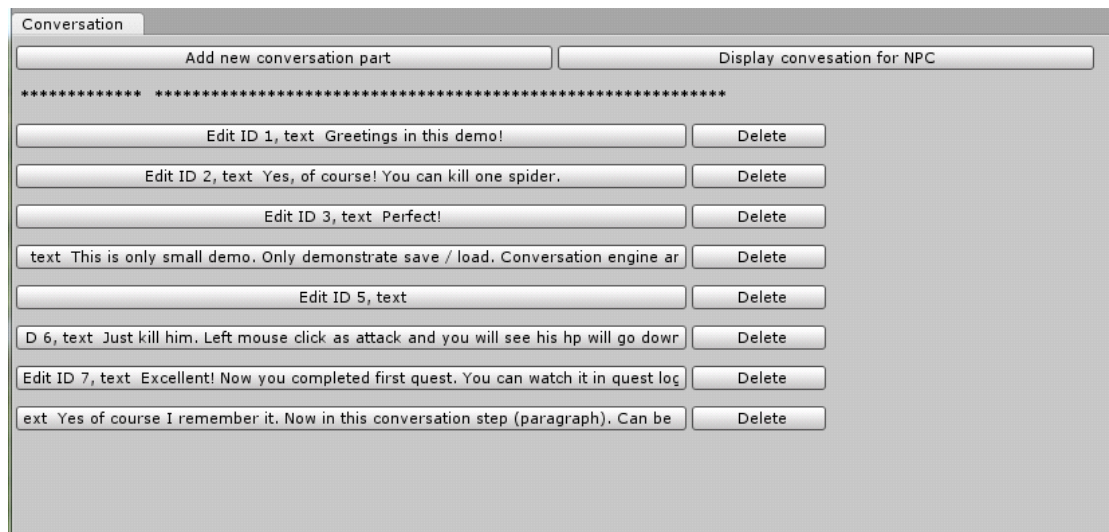 Conversation
Add new conversation part Display convesation for NPC
************* *************************************************************
Edit ID 1, text Greetings in this demo! Delete
Edit ID 2, text Yes, of course! You can kill one spider. Delete
Edit ID 3, text Perfect! Delete
text This is only small demo. Only demonstrate save / load. Conversation engine ar Delete
Edit ID 5, text Delete
D 6, text Just kill him. Left mouse click as attack and you will see his hp will go dowr Delete
Edit ID 7, text Excellent! Now you completed first quest. You can watch it in quest log Delete
ext Yes of course I remember it. Now in this conversation step (paragraph). Can be Delete